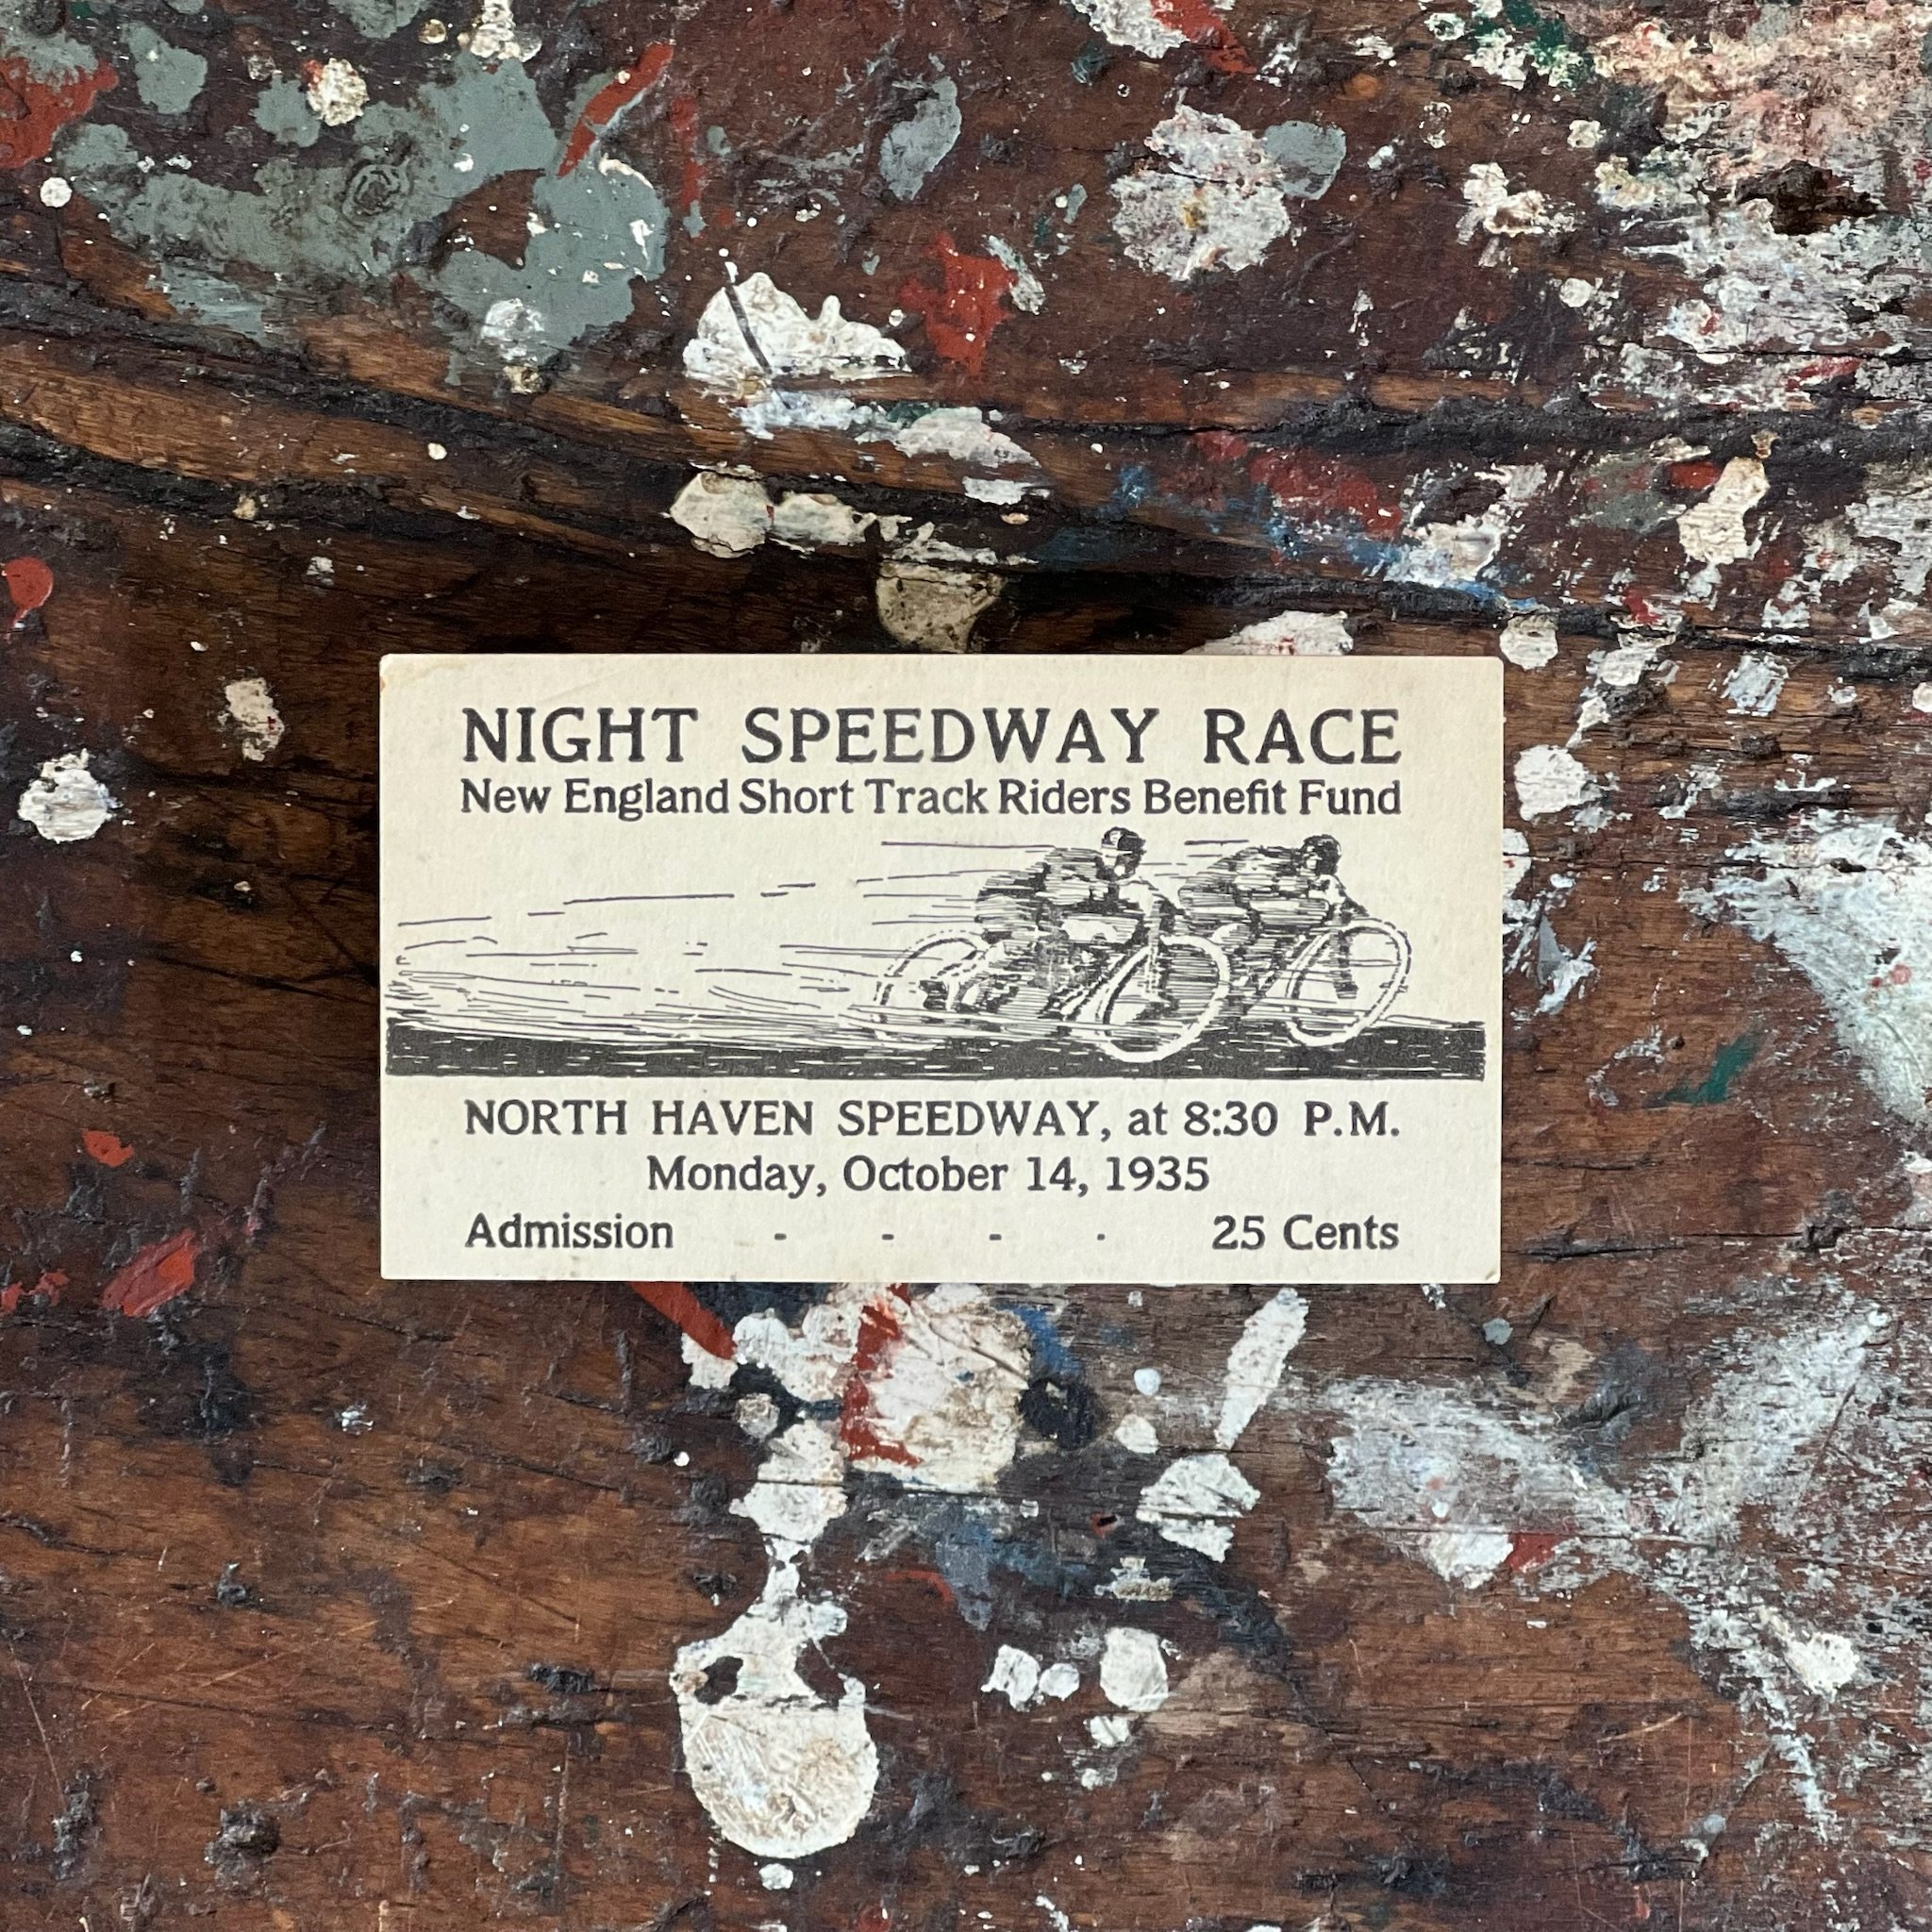 NIGHT SPEEDWAY RACE
New England Short Track Riders Benefit Fund
NORTH HAVEN SPEEDWAY, at 8:30 P.M.
Monday, October 14, 1935
Admission - - - - 25 Cents